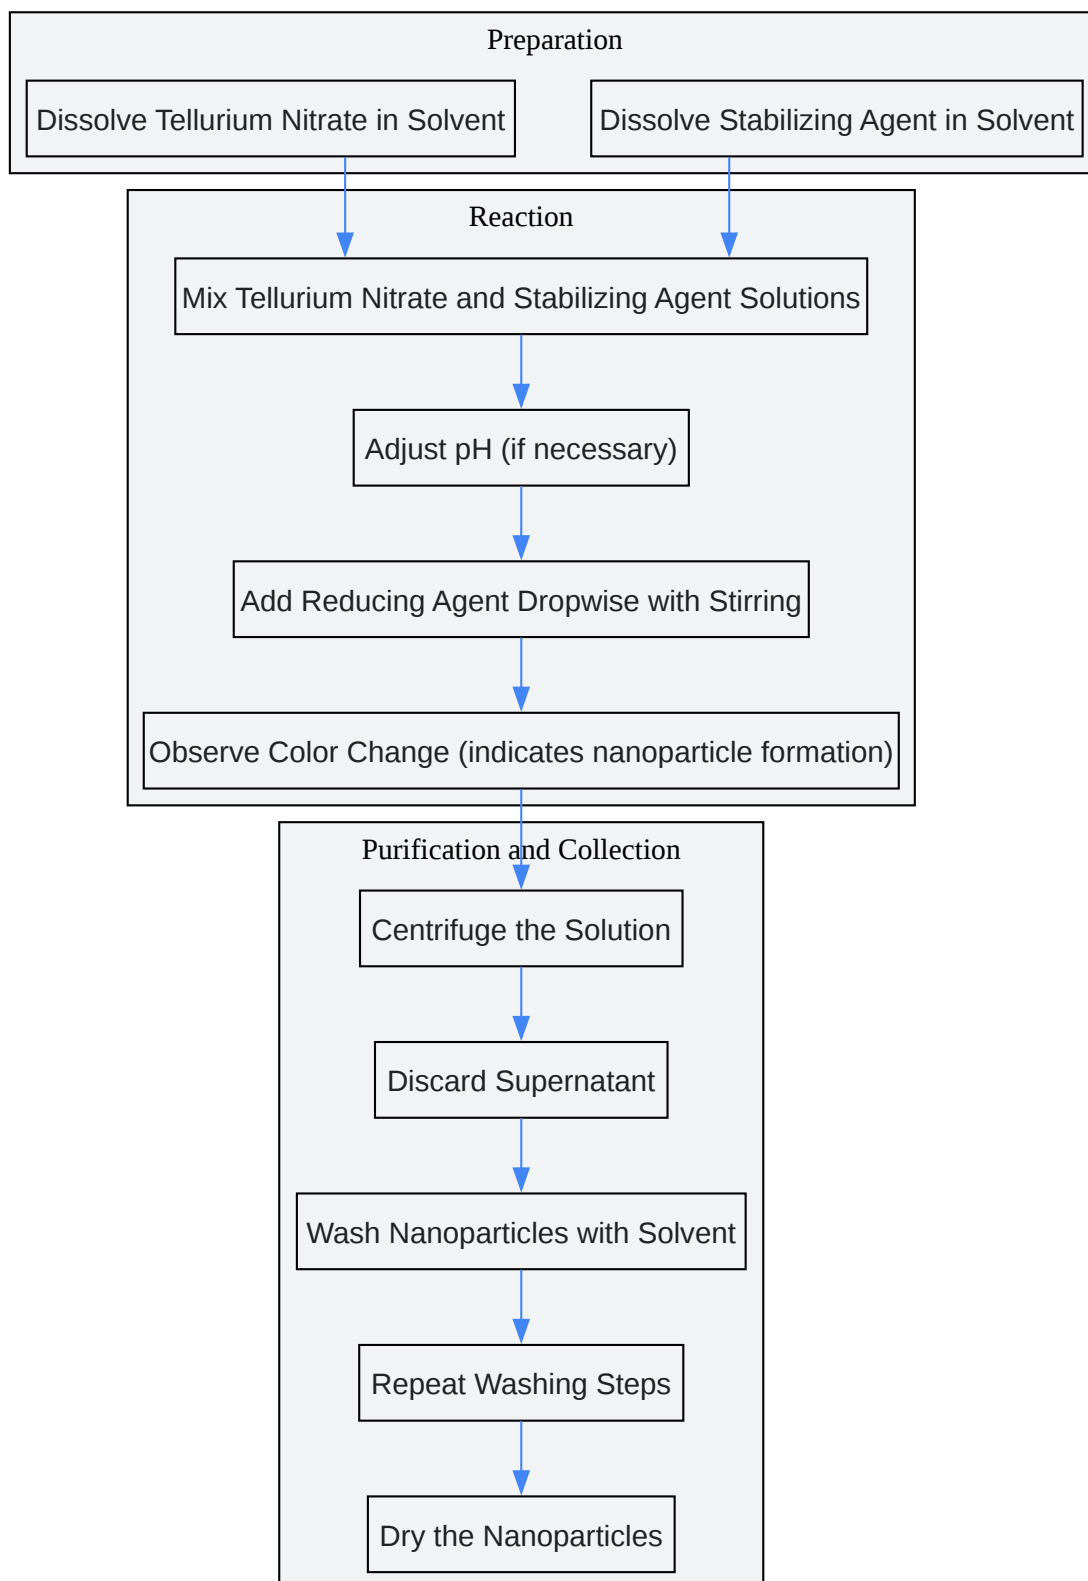 Preparation
Dissolve Tellurium Nitrate in Solvent
Dissolve Stabilizing Agent in Solvent
Reaction
Mix Tellurium Nitrate and Stabilizing Agent Solutions
Adjust pH (if necessary)
Add Reducing Agent Dropwise with Stirring
Observe Color Change (indicates nanoparticle formation)
Purification and Collection
Centrifuge the Solution
Discard Supernatant
Wash Nanoparticles with Solvent
Repeat Washing Steps
Dry the Nanoparticles